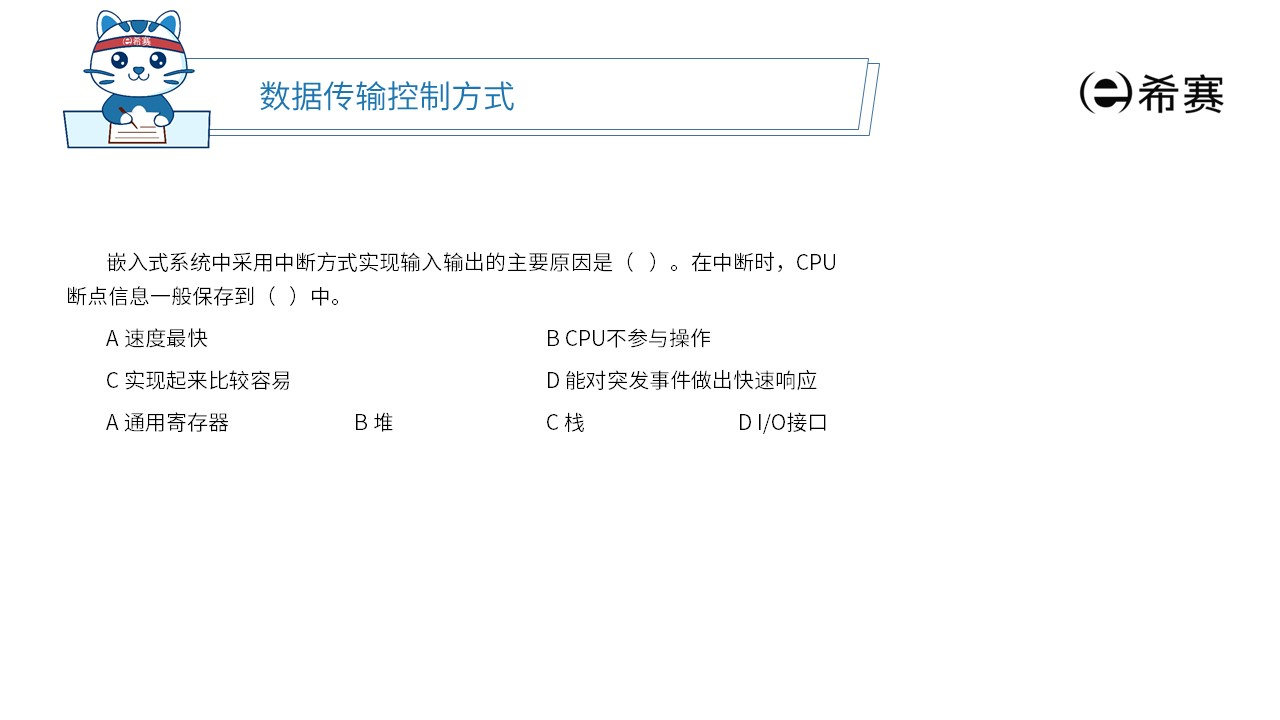 希赛
数据传输控制方式
希赛
嵌入式系统中采用中断方式实现输入输出的主要原因是（ ）。在中断时，CPU
断点信息一般保存到（ ）中。
A 速度最快 B CPU不参与操作
C 实现起来比较容易 D 能对突发事件做出快速响应
A 通用寄存器 B 堆 C 栈 D I/O接口